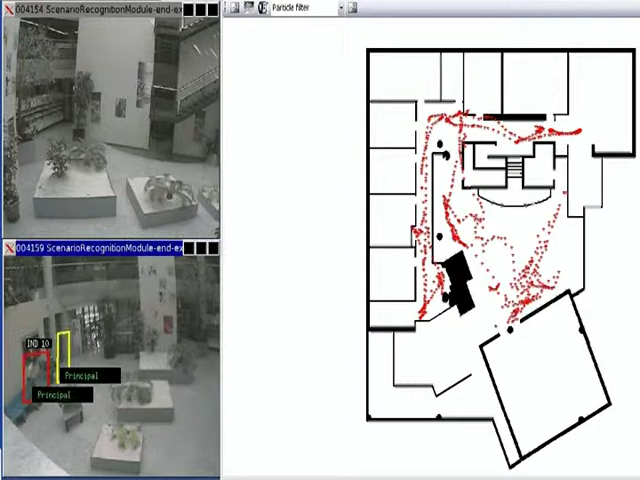 004154 ScenarioRecognitionModule-end-ex
Particle filter
004159 ScenarioRecognitionModule-end-ex
IND 10
Principal
Principal